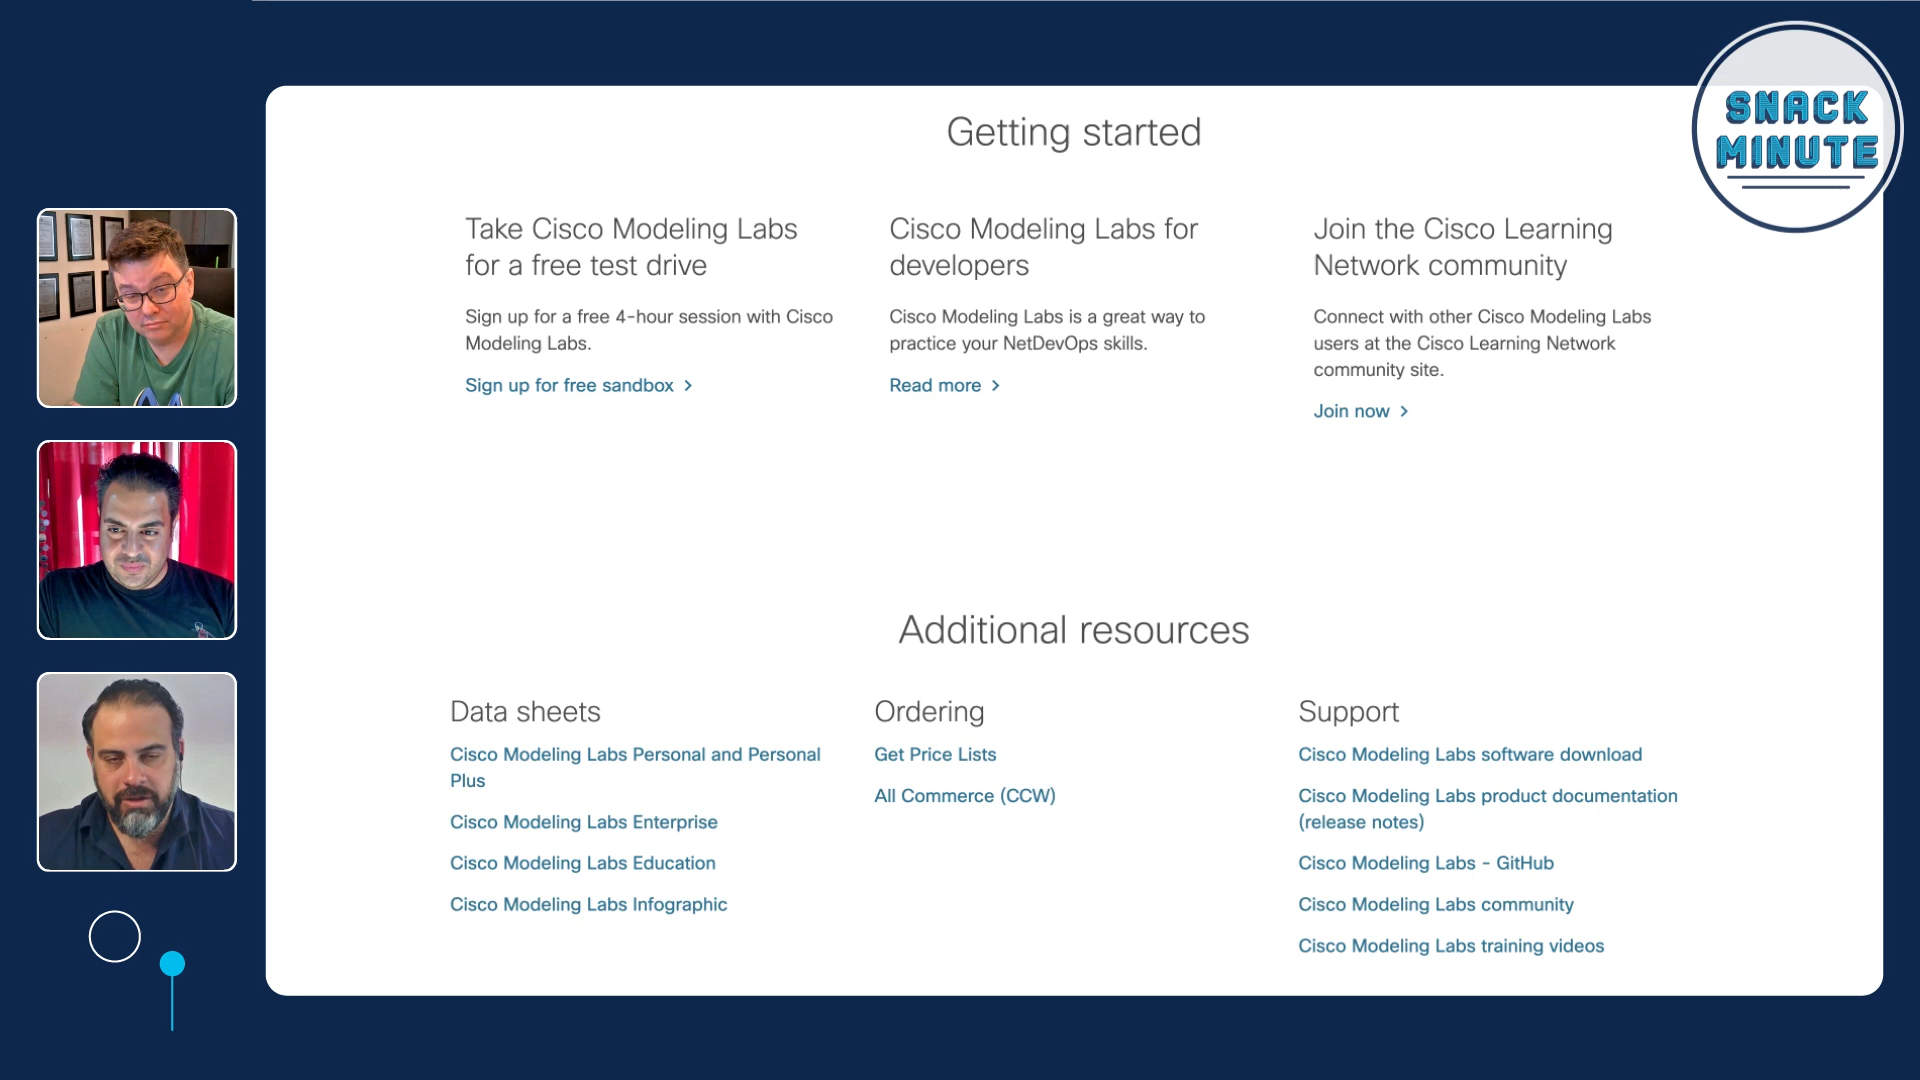 SNACK
MINUTE
Getting started
Take Cisco Modeling Labs
for a free test drive
Sign up for a free 4-hour session with Cisco
Modeling Labs.
Sign up for free sandbox >
Cisco Modeling Labs for
developers
Cisco Modeling Labs is a great way to
practice your NetDevOps skills.
Read more >
Join the Cisco Learning
Network community
Connect with other Cisco Modeling Labs
users at the Cisco Learning Network
community site.
Join now >
Additional resources
Data sheets
Cisco Modeling Labs Personal and Personal
Plus
Cisco Modeling Labs Enterprise
Cisco Modeling Labs Education
Cisco Modeling Labs Infographic
Ordering
Get Price Lists
All Commerce (CCW)
Support
Cisco Modeling Labs software download
Cisco Modeling Labs product documentation
(release notes)
Cisco Modeling Labs - GitHub
Cisco Modeling Labs community
Cisco Modeling Labs training videos